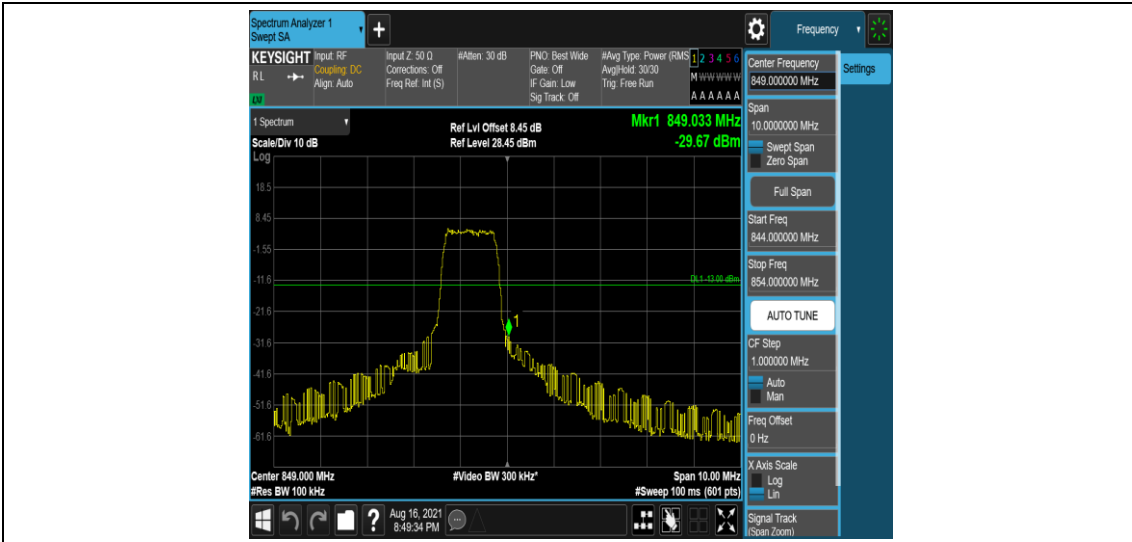 Spectrum Analyzer 1
Swept SA
+
Frequency
KEYSIGHT
RL
LXI
Input: RF
Coupling: DC
Align: Auto
Input Z: 50 Ω
Corrections: Off
Freq Ref: Int (S)
#Atten: 30 dB
PNO: Best Wide
Gate: Off
IF Gain: Low
Sig Track: Off
#Avg Type: Power (RMS
Avg|Hold: 30/30
Trig: Free Run
1 2 3 4 5 6
M W W W W W
A A A A A A
1 Spectrum
Scale/Div 10 dB
Log
Ref Lvl Offset 8.45 dB
Ref Level 28.45 dBm
Mkr1 849.033 MHz
-29.67 dBm
18.5
8.45
-1.55
-11.6
-21.6
-31.6
-41.6
-51.6
-61.6
DL1 -13.00 dBm
1
Center 849.000 MHz
#Res BW 100 kHz
#Video BW 300 kHz*
Span 10.00 MHz
#Sweep 100 ms (601 pts)
Center Frequency
849.000000 MHz
Settings
Span
10.0000000 MHz
Swept Span
Zero Span
Full Span
Start Freq
844.000000 MHz
Stop Freq
854.000000 MHz
AUTO TUNE
CF Step
1.000000 MHz
Auto
Man
Freq Offset
0 Hz
X Axis Scale
Log
Lin
Signal Track
(Span Zoom)
?
Aug 16, 2021
8:49:34 PM